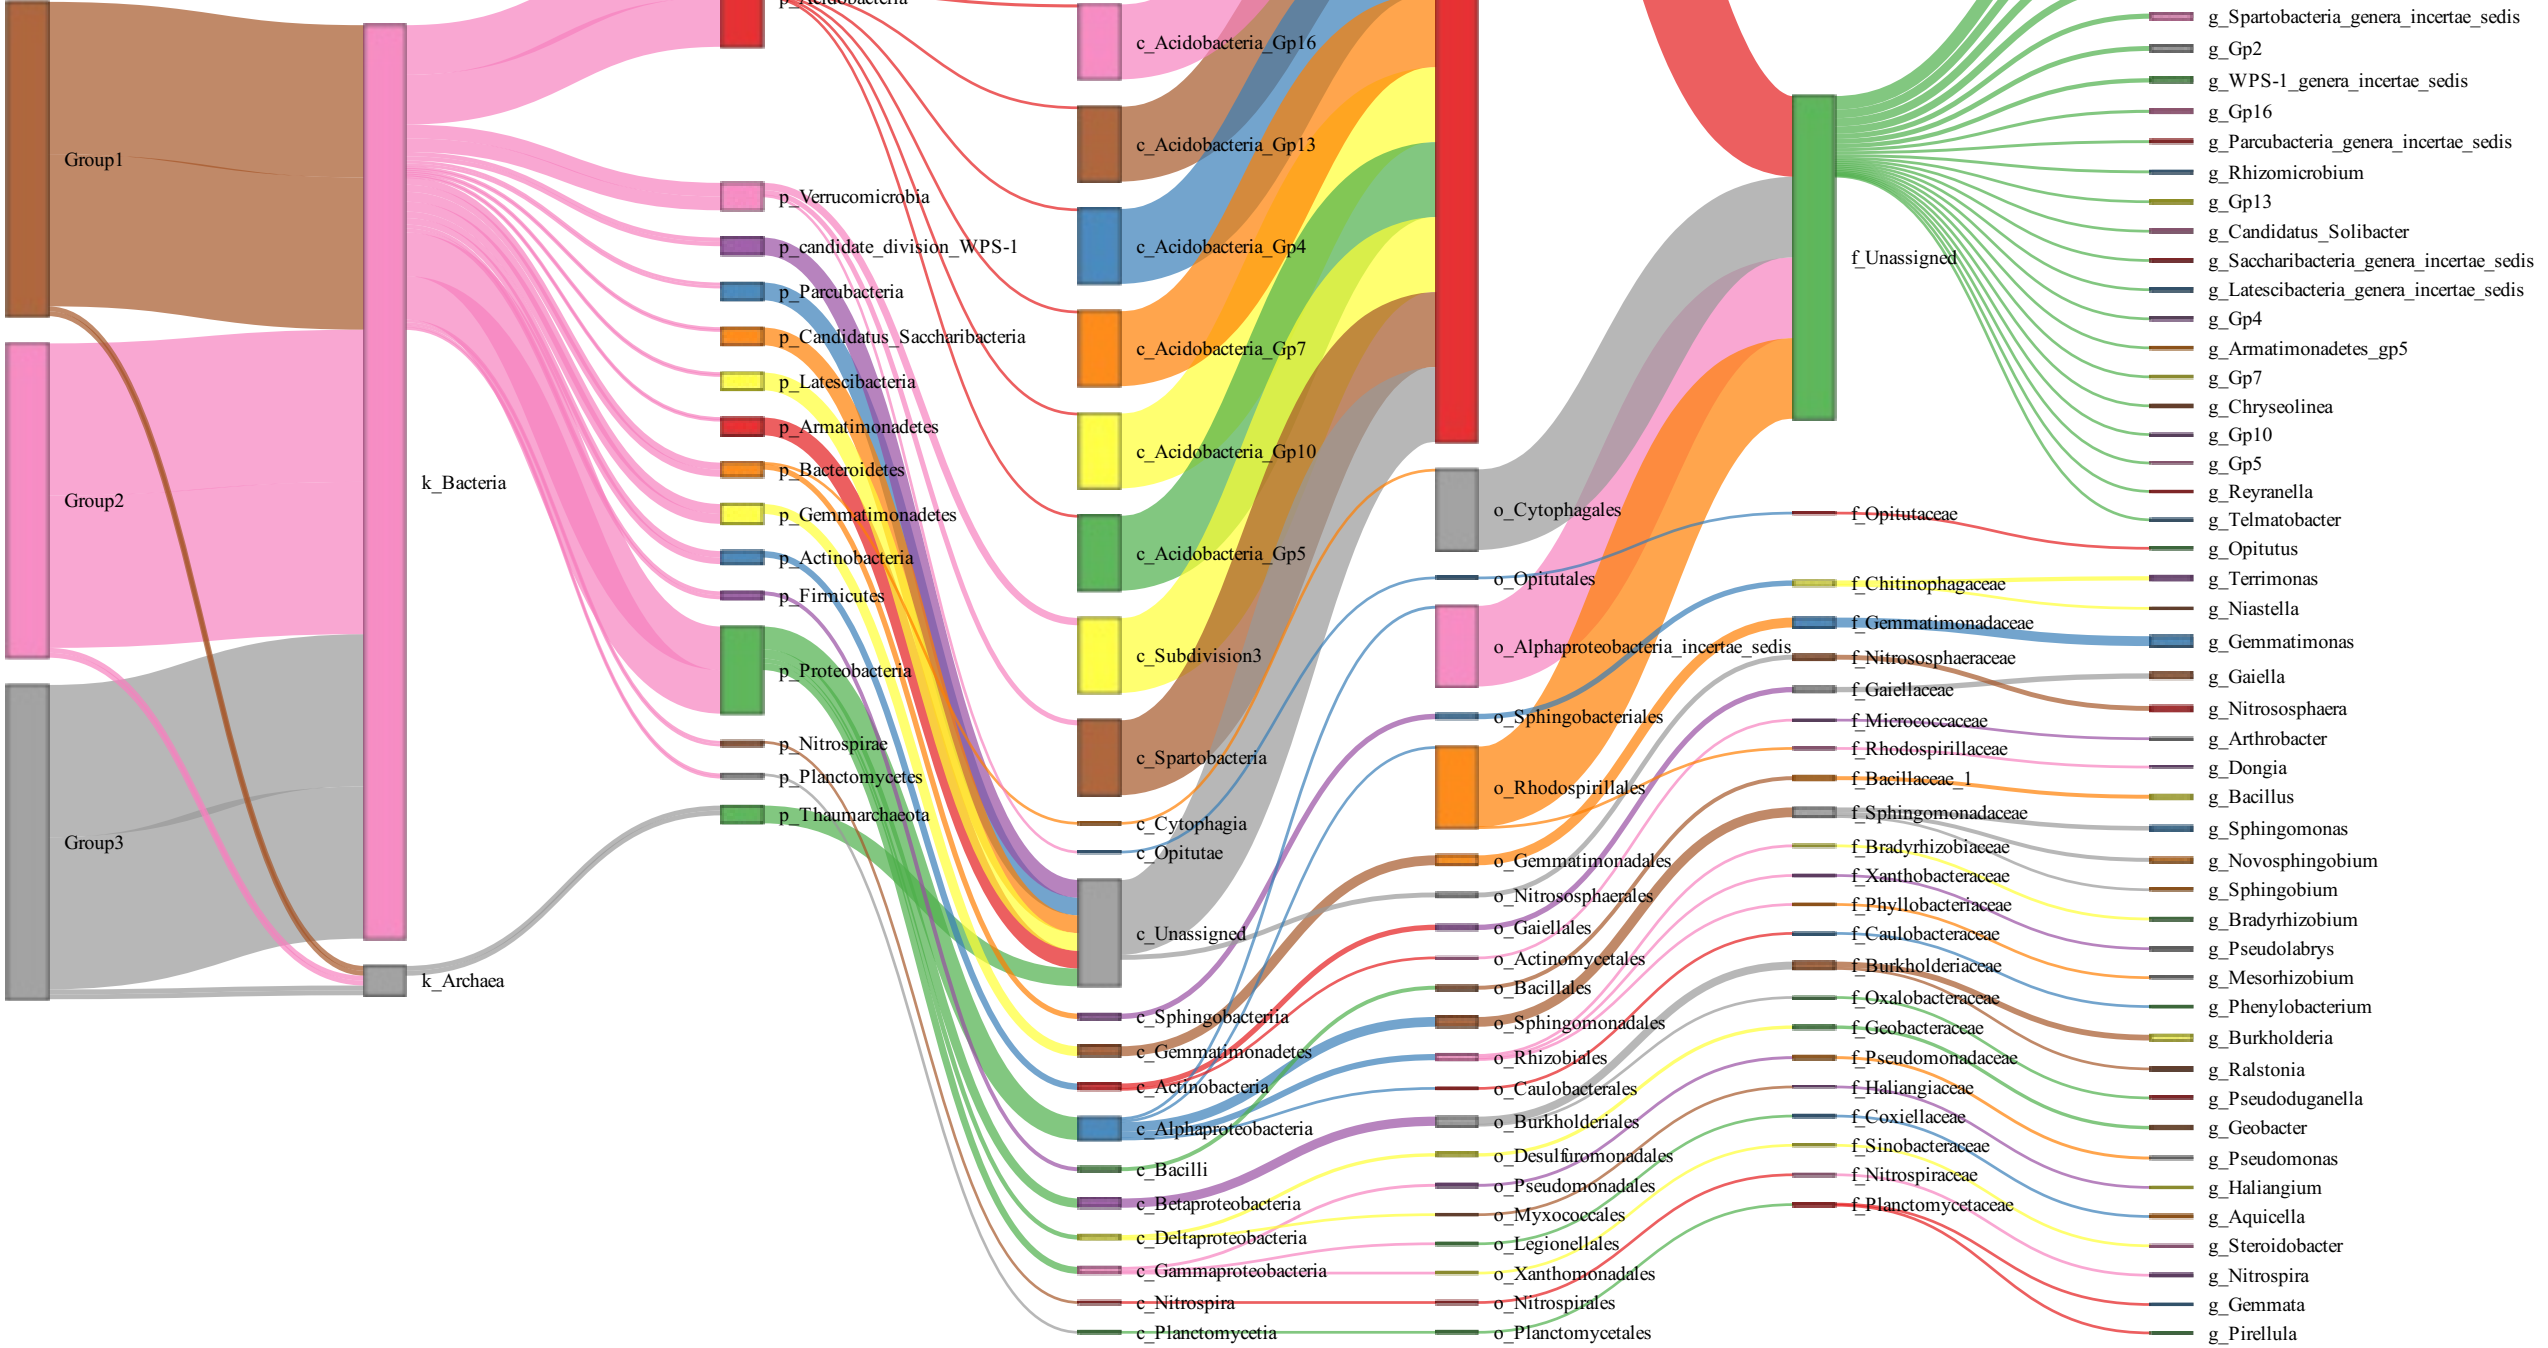 Group1
Group2
Group3
k_Bacteria
k_Archaea
p_Acidobacteria
p_Verrucomicrobia
p_candidate_division_WPS-1
p_Parcubacteria
p_Candidatus_Saccharibacteria
p_Latescibacteria
p_Armatimonadetes
p_Bacteroidetes
p_Gemmatimonadetes
p_Actinobacteria
p_Firmicutes
p_Proteobacteria
p_Nitrospirae
p_Planctomycetes
p_Thaumarchaeota
c_Acidobacteria_Gp16
c_Acidobacteria_Gp13
c_Acidobacteria_Gp4
c_Acidobacteria_Gp7
c_Acidobacteria_Gp10
c_Acidobacteria_Gp5
c_Subdivision3
c_Spartobacteria
c_Cytophagia
c_Opitutae
c_Unassigned
c_Sphingobacteriia
c_Gemmatimonadetes
c_Actinobacteria
c_Alphaproteobacteria
c_Bacilli
c_Betaproteobacteria
c_Deltaproteobacteria
c_Gammaproteobacteria
c_Nitrospira
c_Planctomycetia
o_Cytophagales
o_Opitutales
o_Alphaproteobacteria_incertae_sedis
o_Sphingobacteriales
o_Rhodospirillales
o_Gemmatimonadales
o_Nitrososphaerales
o_Gaiellales
o_Actinomycetales
o_Bacillales
o_Sphingomonadales
o_Rhizobiales
o_Caulobacterales
o_Burkholderiales
o_Desulfuromonadales
o_Pseudomonadales
o_Myxococcales
o_Legionellales
o_Xanthomonadales
o_Nitrospirales
o_Planctomycetales
f_Unassigned
f_Opitutaceae
f_Chitinophagaceae
f_Gemmatimonadaceae
f_Nitrososphaeraceae
f_Gaiellaceae
f_Micrococcaceae
f_Rhodospirillaceae
f_Bacillaceae_1
f_Sphingomonadaceae
f_Bradyrhizobiaceae
f_Xanthobacteraceae
f_Phyllobacteriaceae
f_Caulobacteraceae
f_Burkholderiaceae
f_Oxalobacteraceae
f_Geobacteraceae
f_Pseudomonadaceae
f_Haliangiaceae
f_Coxiellaceae
f_Sinobacteraceae
f_Nitrospiraceae
f_Planctomycetaceae
g_Spartobacteria_genera_incertae_sedis
g_Gp2
g_WPS-1_genera_incertae_sedis
g_Gp16
g_Parcubacteria_genera_incertae_sedis
g_Rhizomicrobium
g_Gp13
g_Candidatus_Solibacter
g_Saccharibacteria_genera_incertae_sedis
g_Latescibacteria_genera_incertae_sedis
g_Gp4
g_Armatimonadetes_gp5
g_Gp7
g_Chryseolinea
g_Gp10
g_Gp5
g_Reyranella
g_Telmatobacter
g_Opitutus
g_Terrimonas
g_Niastella
g_Gemmatimonas
g_Gaiella
g_Nitrososphaera
g_Arthrobacter
g_Dongia
g_Bacillus
g_Sphingomonas
g_Novosphingobium
g_Sphingobium
g_Bradyrhizobium
g_Pseudolabrys
g_Mesorhizobium
g_Phenylobacterium
g_Burkholderia
g_Ralstonia
g_Pseudoduganella
g_Geobacter
g_Pseudomonas
g_Haliangium
g_Aquicella
g_Steroidobacter
g_Nitrospira
g_Gemmata
g_Pirellula